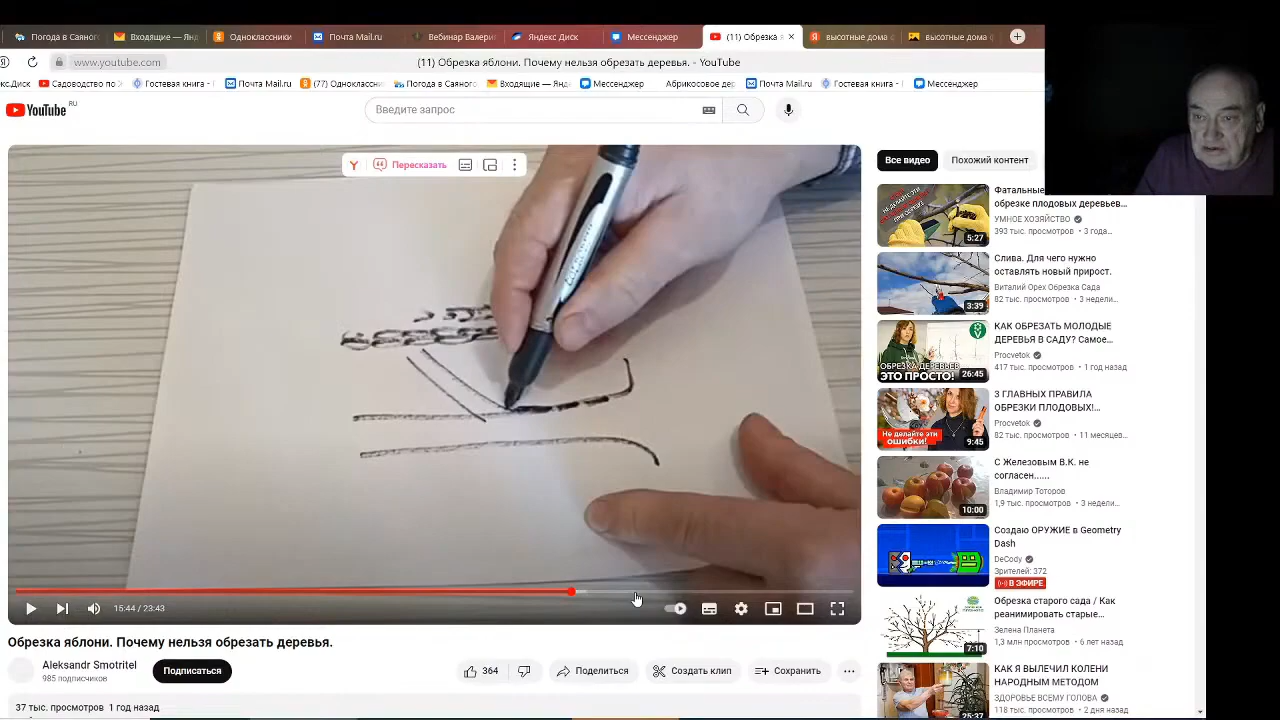 Погода в Саяног
Входящие — Янд
Одноклассники
Почта Mail.ru
Вебинар Валерия
Яндекс Диск
Мессенджер
(11) Обрезка я
высотные дома с
высотные дома q
www.youtube.com
(11) Обрезка яблони. Почему нельзя обрезать деревья. - YouTube
кс.Диск
Садоводство по
Гостевая книга -
Почта Mail.ru
(77) Одноклассн
Погода в Саяног
Входящие — Янд
Мессенджер
Абрикосовое дер
Почта Mail.ru
Гостевая книга -
Мессенджер
YouTube RU
Введите запрос
Пересказать
15:44 / 23:43
Обрезка яблони. Почему нельзя обрезать деревья.
Aleksandr Smotritel
985 подписчиков
Подписаться
364
Поделиться
Создать клип
Сохранить
37 тыс. просмотров 1 год назад
Все видео
Похожий контент
Фатальные
обрезке плодовых деревьев...
УМНОЕ ХОЗЯЙСТВО
393 тыс. просмотров • 3 года...
5:27
Слива. Для чего нужно
оставлять новый прирост.
Виталий Орех Обрезка Сада
82 тыс. просмотров • 3 недели...
3:39
КАК ОБРЕЗАТЬ МОЛОДЫЕ
ДЕРЕВЬЯ В САДУ? Самое...
Procvetok
417 тыс. просмотров • 1 год назад
ОБРЕЗКА ДЕРЕВЬЕВ
ЭТО ПРОСТО!
26:45
3 ГЛАВНЫХ ПРАВИЛА
ОБРЕЗКИ ПЛОДОВЫХ!...
Procvetok
82 тыс. просмотров • 11 месяцев...
Не делайте эти
ОШИБКИ!
9:45
С Железовым В.К. не
согласен......
Владимир Тоторов
1,9 тыс. просмотров • 3 недели...
10:00
Создаю ОРУЖИЕ в Geometry
Dash
DeCody
Зрителей: 372
В ЭФИРЕ
Обрезка старого сада / Как
реанимировать старые...
Зелена Планета
1,3 млн просмотров • 6 лет назад
7:10
КАК Я ВЫЛЕЧИЛ КОЛЕНИ
НАРОДНЫМ МЕТОДОМ
ЗДОРОВЬЕ ВСЕМУ ГОЛОВА
118 тыс. просмотров • 2 дня назад
25:37